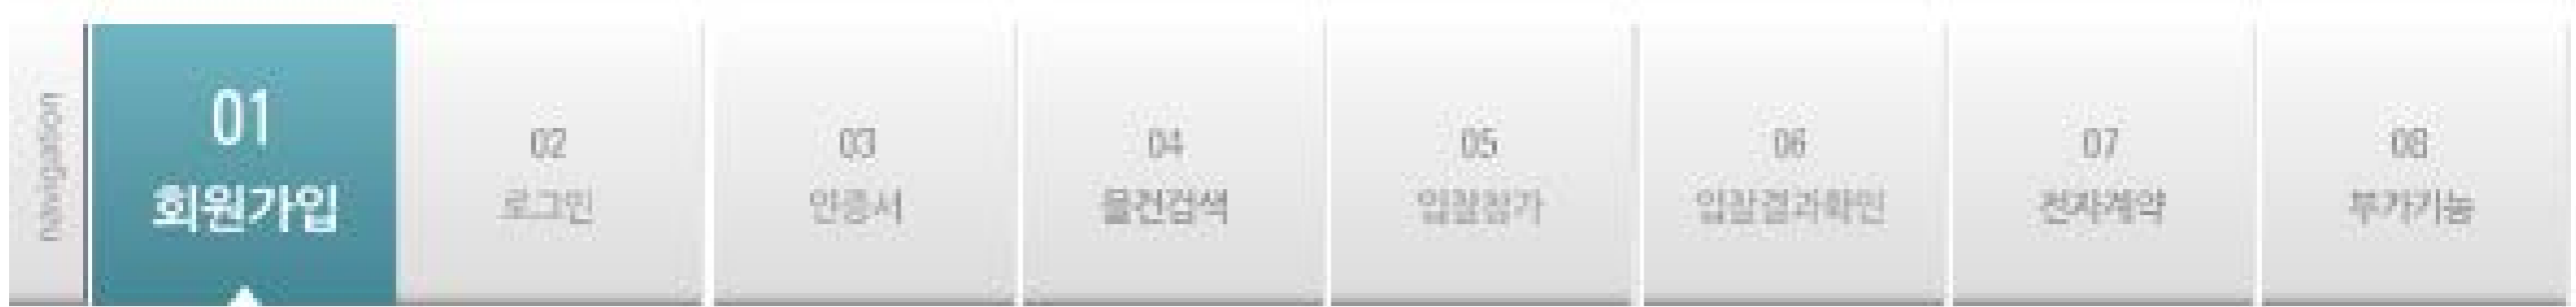 navigation
01
회원가입
02
로그인
03
인증서
04
물건검색
05
입찰참가
06
입찰결과확인
07
전자계약
08
부가기능